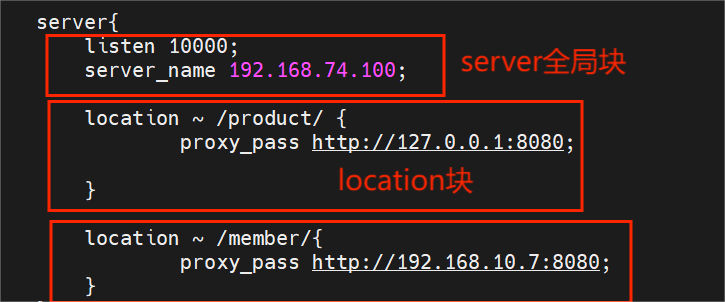 server{
listen 10000;
server_name 192.168.74.100;
server全局块
location ~ /product/ {
proxy_pass http://127.0.0.1:8080;
location块
}
location ~ /member/{
proxy_pass http://192.168.10.7:8080;
}